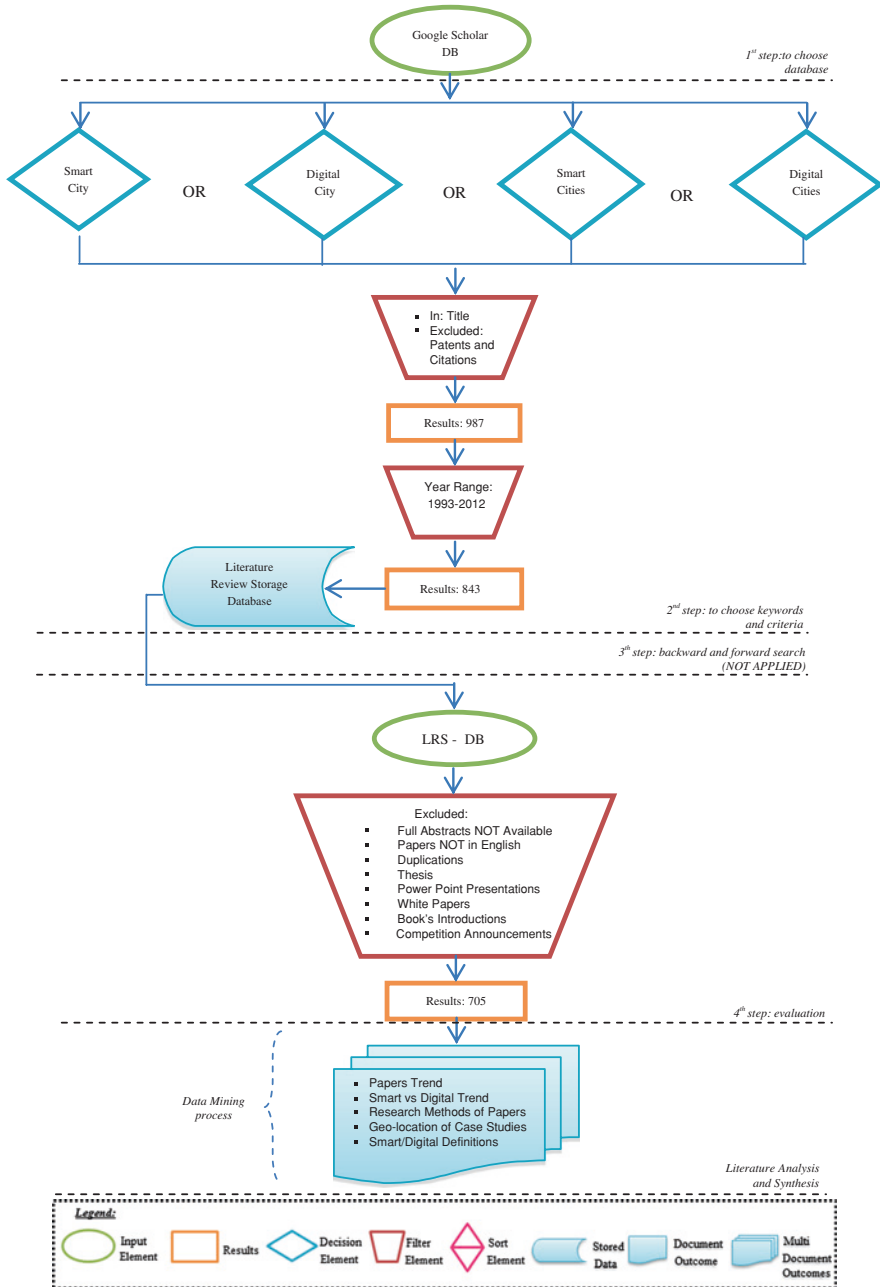 Google Scholar
DB
1st step:to choose
database
Smart
City
OR
Digital
City
OR
Smart
Cities
OR
Digital
Cities
▪ In: Title
▪ Excluded:
Patents and
Citations
Results: 987
Year Range:
1993-2012
Literature
Review Storage
Database
Results: 843
2nd step: to choose keywords
and criteria
3th step: backward and forward search
(NOT APPLIED)
LRS - DB
Excluded:
▪ Full Abstracts NOT Available
▪ Papers NOT in English
▪ Duplications
▪ Thesis
▪ Power Point Presentations
▪ White Papers
▪ Book's Introductions
▪ Competition Announcements
Results: 705
4th step: evaluation
Data Mining
process
▪ Papers Trend
▪ Smart vs Digital Trend
▪ Research Methods of Papers
▪ Geo-location of Case Studies
▪ Smart/Digital Definitions
Literature Analysis
and Synthesis
Legend:
Input
Element
Results
Decision
Element
Filter
Element
Sort
Element
Stored
Data
Document
Outcome
Multi
Document
Outcomes